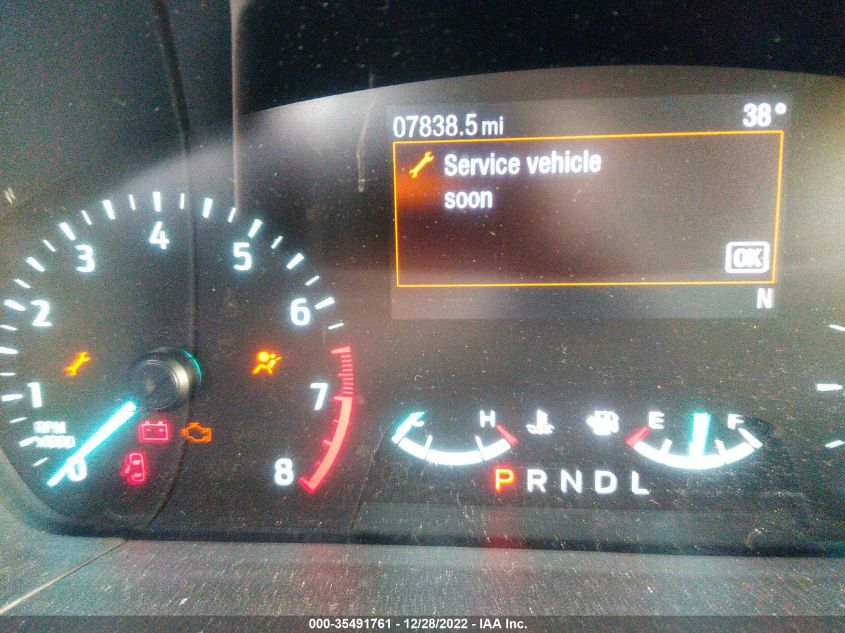 07838.5 mi 38°
Service vehicle
soon
OK
N
0 1 2 3 4 5 6 7 8
RPM
x1000
C H E F
P R N D L
000-35491761 - 12/28/2022 - IAA Inc.